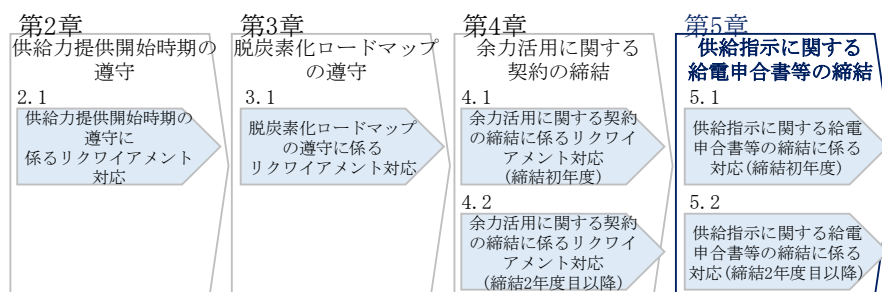 第2章
供給力提供開始時期の
遵守
2.1
供給力提供開始時期の
遵守に
係るリクワイアメント
対応
第3章
脱炭素化ロードマップ
の遵守
3.1
脱炭素化ロードマップ
の遵守に係る
リクワイアメント対応
第4章
余力活用に関する
契約の締結
4.1
余力活用に関する契約
の締結に係るリクワイ
アメント対応
(締結初年度)
4.2
余力活用に関する契約
の締結に係るリクワイ
アメント対応
(締結2年度目以降)
第5章
供給指示に関する
給電申合書等の締結
5.1
供給指示に関する給電
申合書等の締結に係る
対応(締結初年度)
5.2
供給指示に関する給電
申合書等の締結に係る
対応(締結2年度目以降)